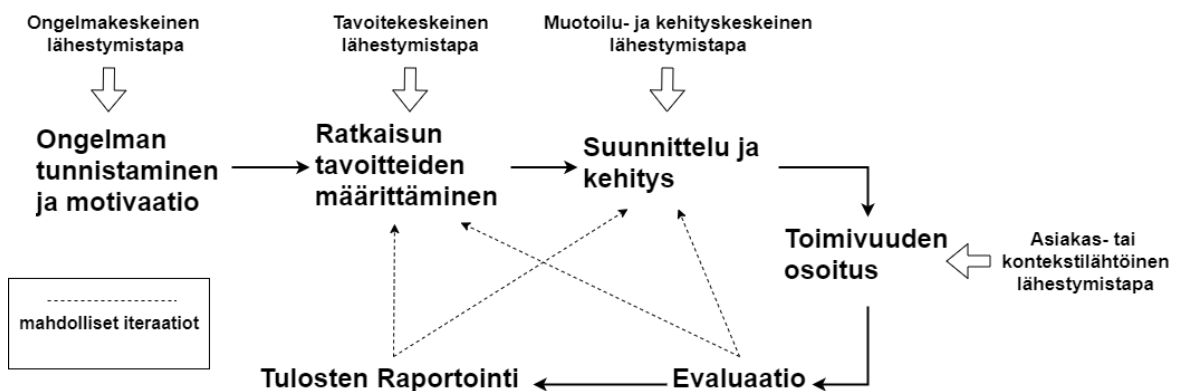 Ongelmakeskeinen
lähestymistapa
Tavoitekeskeinen
lähestymistapa
Muotoilu- ja kehityskeskeinen
lähestymistapa
Ongelman
tunnistaminen
ja motivaatio
Ratkaisun
tavoitteiden
määrittäminen
Suunnittelu ja
kehitys
Toimivuuden
osoitus
Asiakas- tai
kontekstilähtöinen
lähestymistapa
mahdolliset iteraatiot
Tulosten Raportointi
Evaluaatio